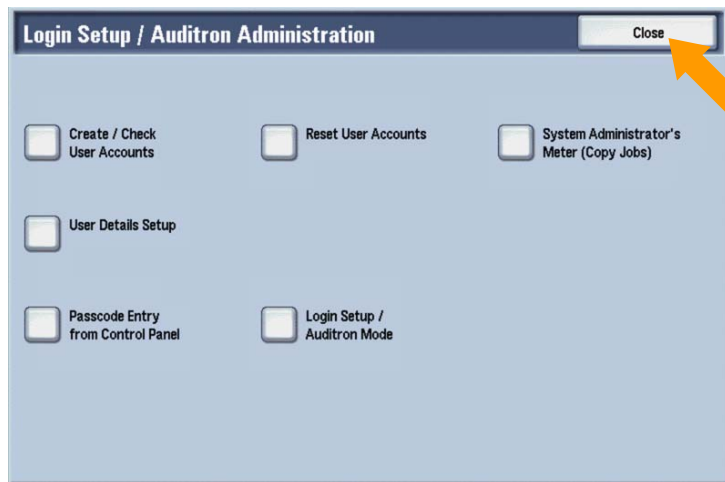 Login Setup / Auditron Administration
Close
Create / Check
User Accounts
Reset User Accounts
System Administrator's
Meter (Copy Jobs)
User Details Setup
Passcode Entry
from Control Panel
Login Setup /
Auditron Mode